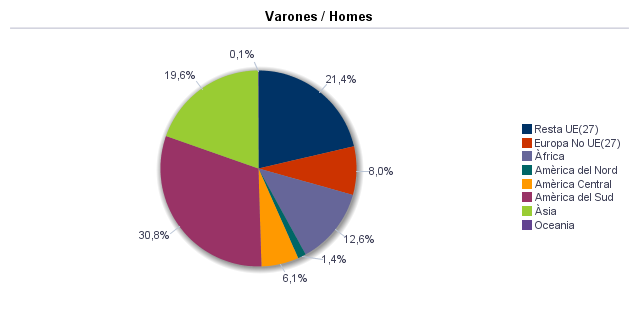 Varones / Homes
0,1%
19,6%
21,4%
8,0%
12,6%
1,4%
6,1%
30,8%
Resta UE(27)
Europa No UE(27)
Àfrica
Amèrica del Nord
Amèrica Central
Amèrica del Sud
Àsia
Oceania